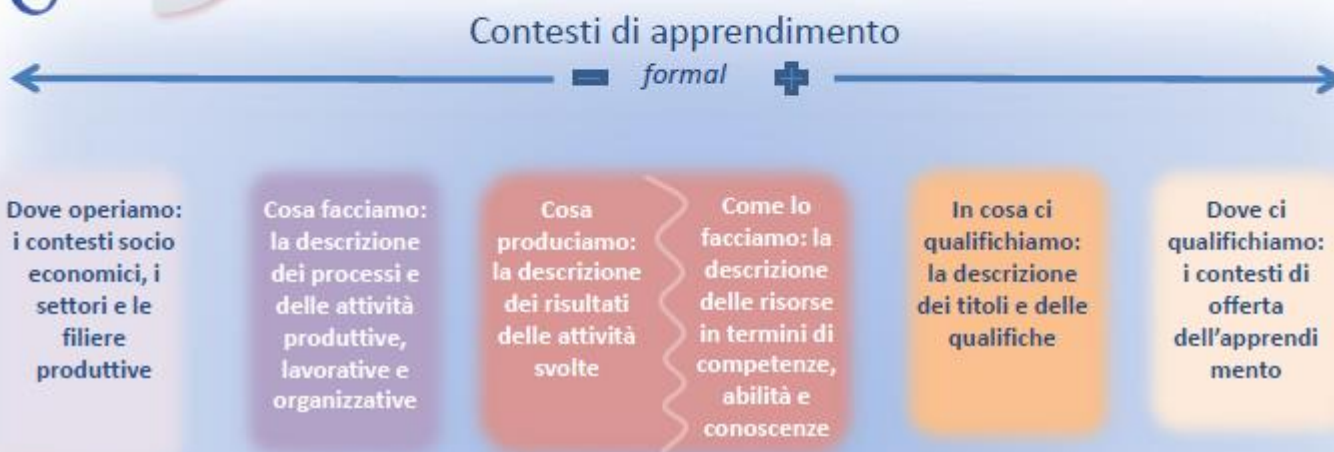 Contesti di apprendimento
formal
Dove operiamo:
i contesti socio
economici, i
settori e le
filiere
produttive
Cosa facciamo:
la descrizione
dei processi e
delle attività
produttive,
lavorative e
organizzative
Cosa
produciamo:
la descrizione
dei risultati
delle attività
svolte
Come lo
facciamo: la
descrizione
delle risorse
in termini di
competenze,
abilità e
conoscenze
In cosa ci
qualifichiamo:
la descrizione
dei titoli e delle
qualifiche
Dove ci
qualifichiamo:
i contesti di
offerta
dell'apprendi
mento